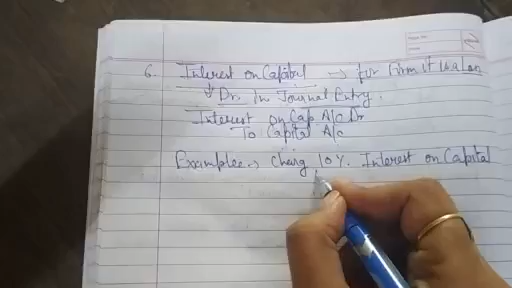 6. Interest on Capital → for Firm it is a Loan
↓ Dr. In Journal Entry.
Interest on Cap A/C Dr
To Capital A/c
Example → Charg 10%. Interest on Capital